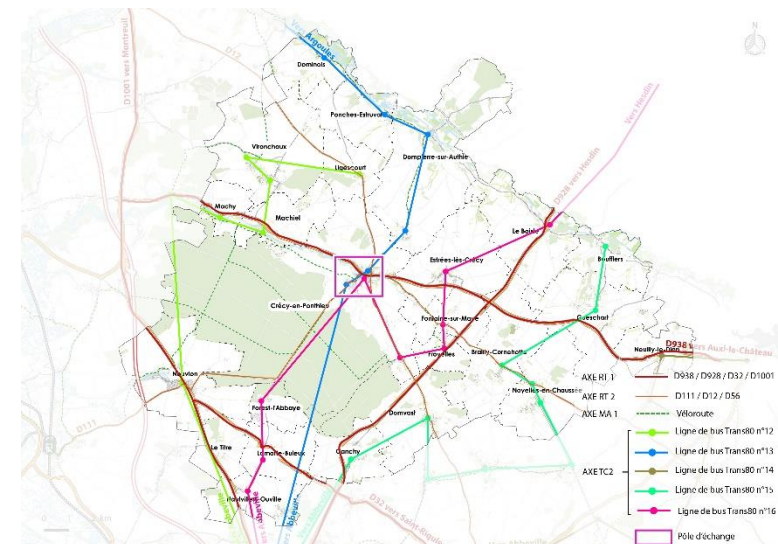 N
Vers Argoules
D1001 vers Montreuil
D12
Dominois
Ponches-Estruval
Vers Hesdin
Vironchaux
Ligescourt
Dompierre-sur-Authie
D928 vers Hesdin
Machy
Machiel
Le Boisle
Estrées-lès-Crécy
Boufflers
Crécy-en-Ponthieu
Fontaine-sur-Maye
Gueschart
D938 vers Auxi-le-Château
Neuilly-le-Dien
Brailly-Cornehotte
Froyelles
Nouvion
Noyelles-en-Chaussée
Forest-l'Abbaye
Domvast
D111
Le Titre
Lamotte-Buleux
Canchy
Hautvillers-Ouville
D32 vers Saint-Riquier
AXE RT 1
D938 / D928 / D32 / D1001
AXE RT 2
D111 / D12 / D56
AXE MA 1
Véloroute
AXE TC2
Ligne de bus Trans80 n°12
Ligne de bus Trans80 n°13
Ligne de bus Trans80 n°14
Ligne de bus Trans80 n°15
Ligne de bus Trans80 n°16
Pôle d'échange